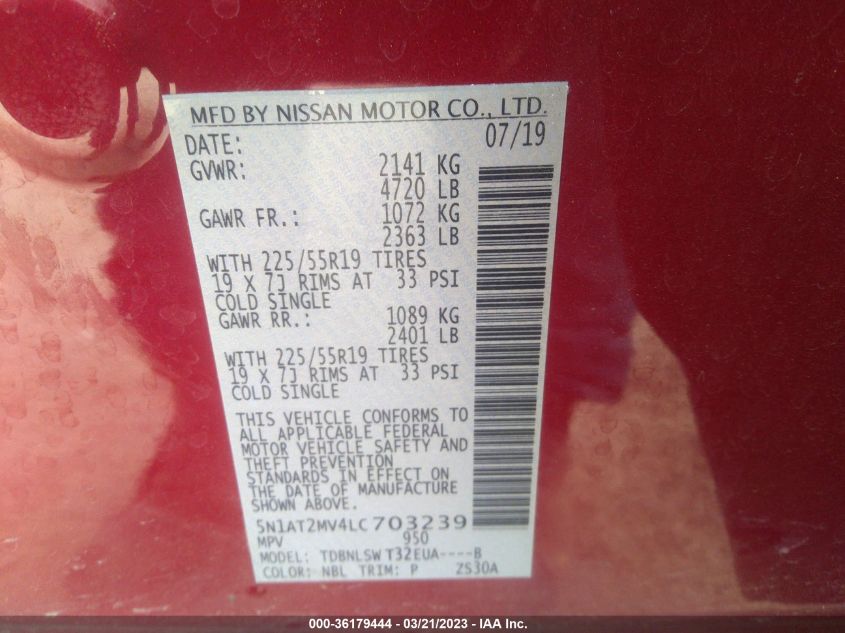 MFD BY NISSAN MOTOR CO., LTD.
DATE: 07/19
GVWR: 2141 KG
4720 LB
GAWR FR.: 1072 KG
2363 LB
WITH 225/55R19 TIRES
19 X 7J RIMS AT 33 PSI
COLD SINGLE
GAWR RR.: 1089 KG
2401 LB
WITH 225/55R19 TIRES
19 X 7J RIMS AT 33 PSI
COLD SINGLE
THIS VEHICLE CONFORMS TO
ALL APPLICABLE FEDERAL
MOTOR VEHICLE SAFETY AND
THEFT PREVENTION
STANDARDS IN EFFECT ON
THE DATE OF MANUFACTURE
SHOWN ABOVE.
5N1AT2MV4LC703239
MPV 950
MODEL: TDBNLSW T32EUA----B
COLOR: NBL TRIM: P ZS30A
000-36179444 - 03/21/2023 - IAA Inc.